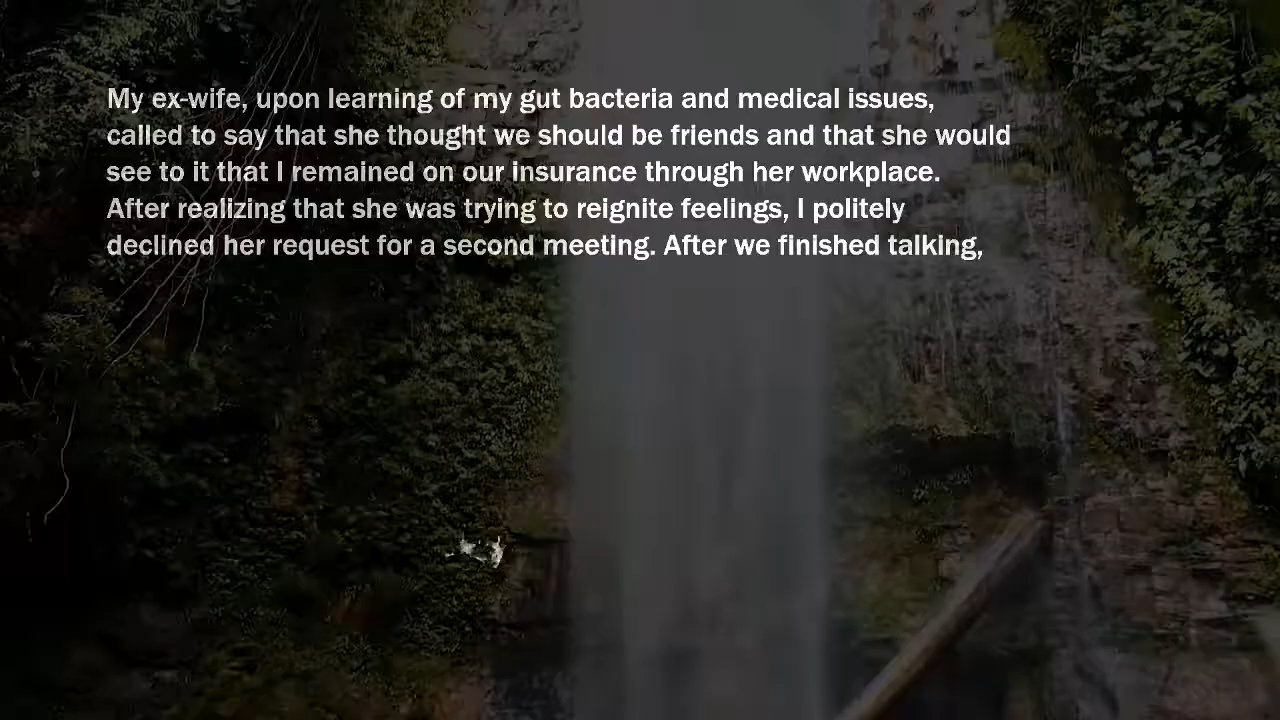 My ex-wife, upon learning of my gut bacteria and medical issues,
called to say that she thought we should be friends and that she would
see to it that I remained on our insurance through her workplace.
After realizing that she was trying to reignite feelings, I politely
declined her request for a second meeting. After we finished talking,